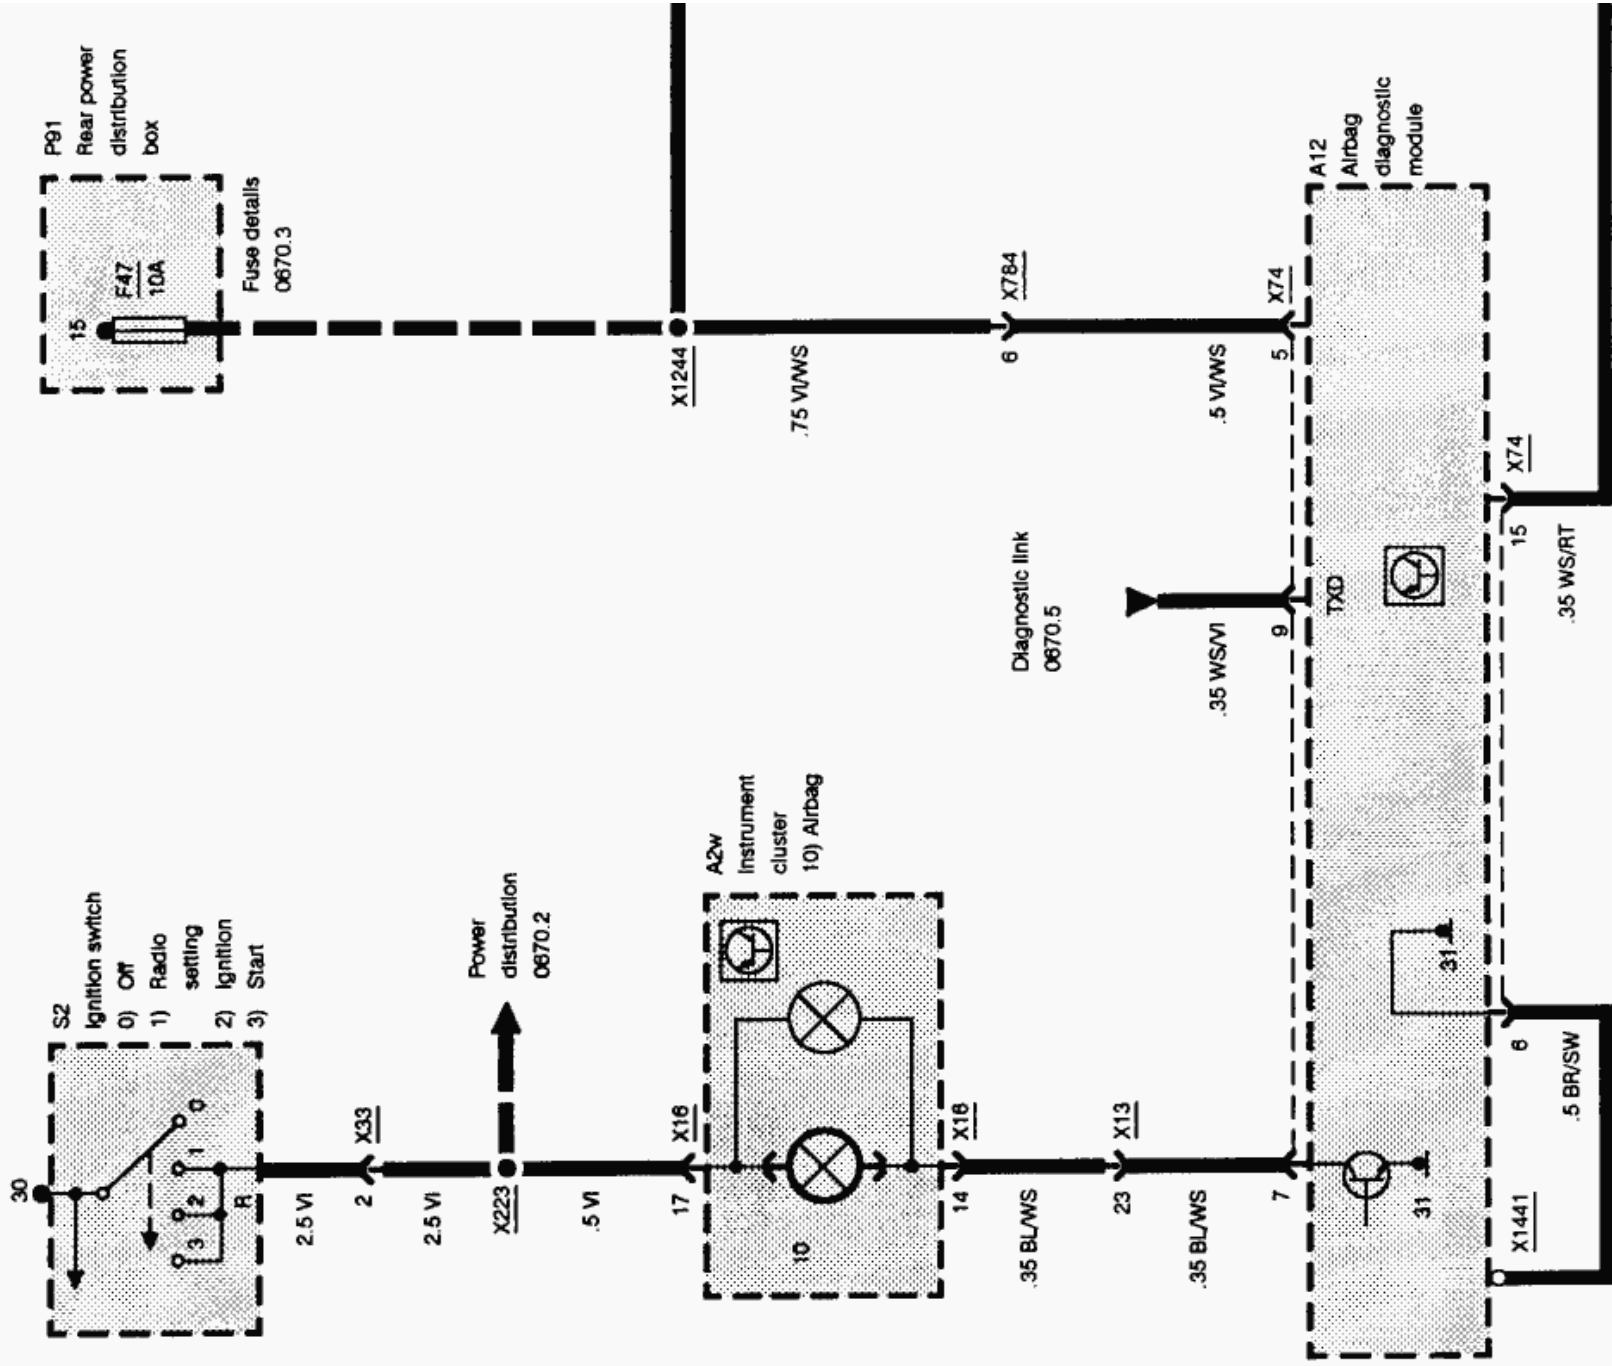 P91
Rear power
distribution
box
15
F47
10A
Fuse details
0670.3
X1244
.75 VI/WS
6
X784
.5 VI/WS
5
X74
A12
Airbag
diagnostic
module
X74
15
.35 WS/RT
Diagnostic link
0670.5
.35 WS/VI
9
TXD
S2
Ignition switch
0) Off
1) Radio
setting
2) Ignition
3) Start
30
0
1
2
3
R
2.5 VI
2
X33
2.5 VI
X223
Power
distribution
0670.2
.5 VI
17
X16
A2w
Instrument
cluster
10) Airbag
10
14
X16
.35 BL/WS
23
X13
.35 BL/WS
7
31
31
6
.5 BR/SW
X1441